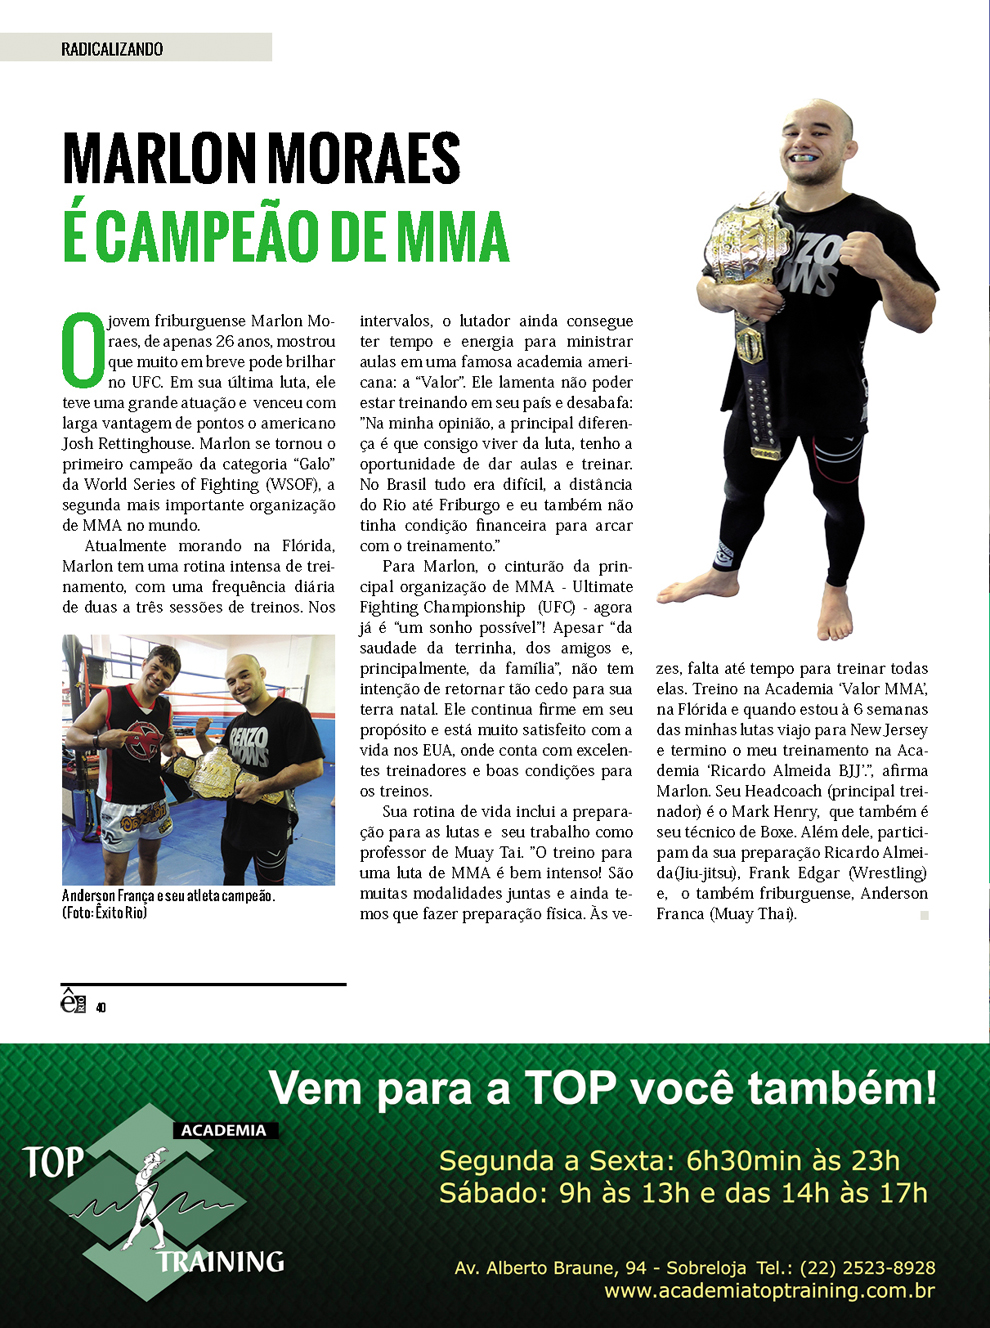 RADICALIZANDO
MARLON MORAES
É CAMPEÃO DE MMA
O jovem friburguense Marlon Mo-
raes, de apenas 26 anos, mostrou
que muito em breve pode brilhar
no UFC. Em sua última luta, ele
teve uma grande atuação e venceu com
larga vantagem de pontos o americano
Josh Rettinghouse. Marlon se tornou o
primeiro campeão da categoria “Galo”
da World Series of Fighting (WSOF), a
segunda mais importante organização
de MMA no mundo.
Atualmente morando na Flórida,
Marlon tem uma rotina intensa de trei-
namento, com uma frequência diária
de duas a três sessões de treinos. Nos
RENZO
Anderson França e seu atleta campeão.
(Foto: Êxito Rio)
intervalos, o lutador ainda consegue
ter tempo e energia para ministrar
aulas em uma famosa academia ameri-
cana: a “Valor”. Ele lamenta não poder
estar treinando em seu país e desabafa:
”Na minha opinião, a principal diferen-
ça é que consigo viver da luta, tenho a
oportunidade de dar aulas e treinar.
No Brasil tudo era difícil, a distância
do Rio até Friburgo e eu também não
tinha condição financeira para arcar
com o treinamento.”
Para Marlon, o cinturão da prin-
cipal organização de MMA - Ultimate
Fighting Championship (UFC) - agora
já é “um sonho possível”! Apesar “da
saudade da terrinha, dos amigos e,
principalmente, da família”, não tem
intenção de retornar tão cedo para sua
terra natal. Ele continua firme em seu
propósito e está muito satisfeito com a
vida nos EUA, onde conta com excelen-
tes treinadores e boas condições para
os treinos.
Sua rotina de vida inclui a prepara-
ção para as lutas e seu trabalho como
professor de Muay Tai. ”O treino para
uma luta de MMA é bem intenso! São
muitas modalidades juntas e ainda te-
mos que fazer preparação física. Às ve-
zes, falta até tempo para treinar todas
elas. Treino na Academia ‘Valor MMA’,
na Flórida e quando estou à 6 semanas
das minhas lutas viajo para New Jersey
e termino o meu treinamento na Aca-
demia ‘Ricardo Almeida BJJ’.”, afirma
Marlon. Seu Headcoach (principal trei-
nador) é o Mark Henry, que também é
seu técnico de Boxe. Além dele, partici-
pam da sua preparação Ricardo Almei-
da(Jiu-jitsu), Frank Edgar (Wrestling)
e, o também friburguense, Anderson
Franca (Muay Thai).
ê RIO 40
Vem para a TOP você também!
ACADEMIA
TOP
TRAINING
Segunda a Sexta: 6h30min às 23h
Sábado: 9h às 13h e das 14h às 17h
Av. Alberto Braune, 94 - Sobreloja Tel.: (22) 2523-8928
www.academiatoptraining.com.br